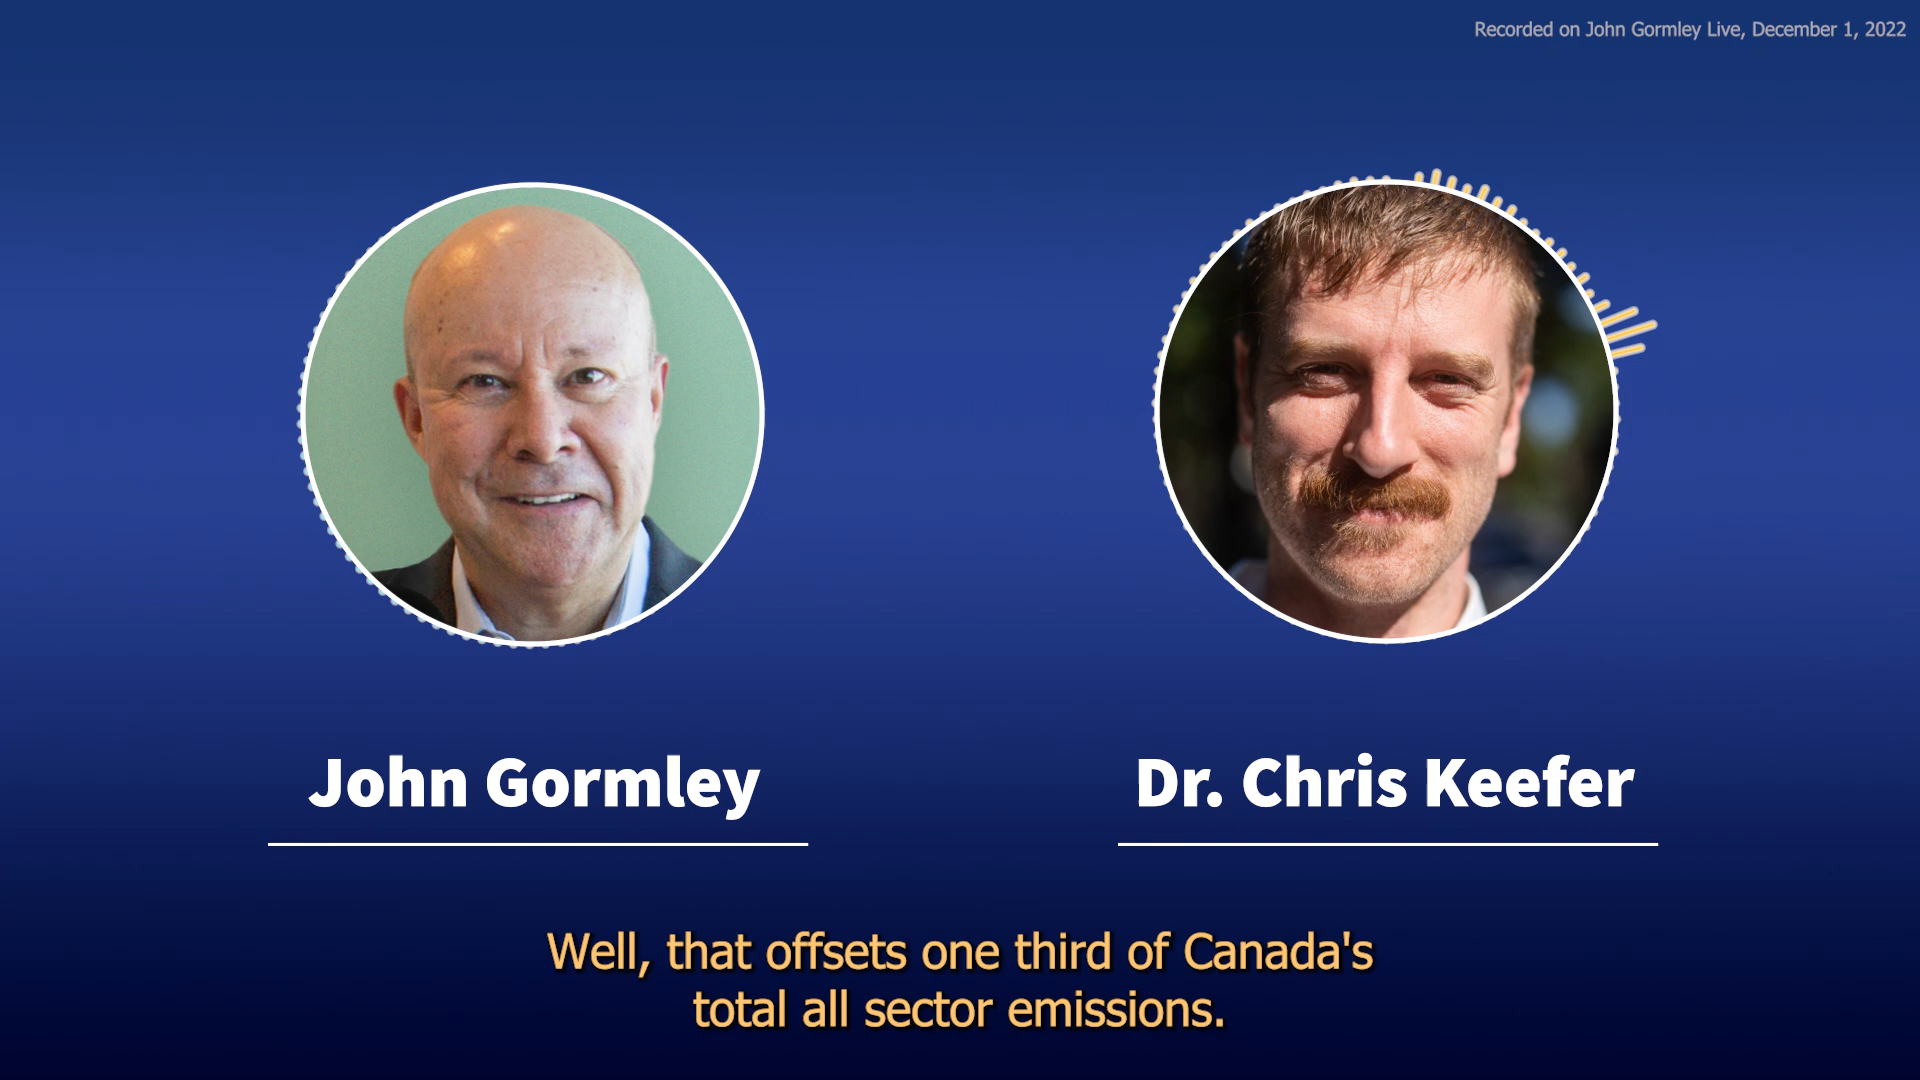 Recorded on John Gormley Live, December 1, 2022
John Gormley
Dr. Chris Keefer
Well, that offsets one third of Canada's
total all sector emissions.